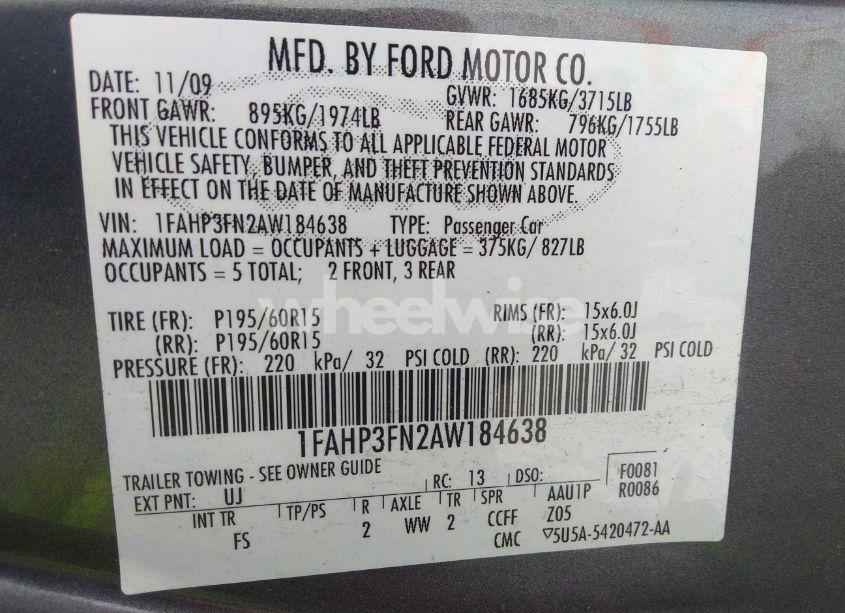 MFD. BY FORD MOTOR CO.
DATE: 11/09 GVWR: 1685KG/3715LB
FRONT GAWR: 895KG/1974LB REAR GAWR: 796KG/1755LB
THIS VEHICLE CONFORMS TO ALL APPLICABLE FEDERAL MOTOR
VEHICLE SAFETY, BUMPER, AND THEFT PREVENTION STANDARDS
IN EFFECT ON THE DATE OF MANUFACTURE SHOWN ABOVE.
VIN: 1FAHP3FN2AW184638 TYPE: Passenger Car
MAXIMUM LOAD = OCCUPANTS + LUGGAGE = 375KG/ 827LB
OCCUPANTS = 5 TOTAL; 2 FRONT, 3 REAR
wheelwise
TIRE (FR): P195/60R15 RIMS (FR): 15x6.0J
(RR): P195/60R15 (RR): 15x6.0J
PRESSURE (FR): 220 kPa/ 32 PSI COLD (RR): 220 kPa/ 32 PSI COLD
1FAHP3FN2AW184638
TRAILER TOWING - SEE OWNER GUIDE
EXT PNT: UJ RC: 13 DSO: F0081
R0086
INT TR TP/PS R AXLE TR SPR AAU1P
FS 2 WW 2 CCFF Z05
CMC ▽5U5A-5420472-AA